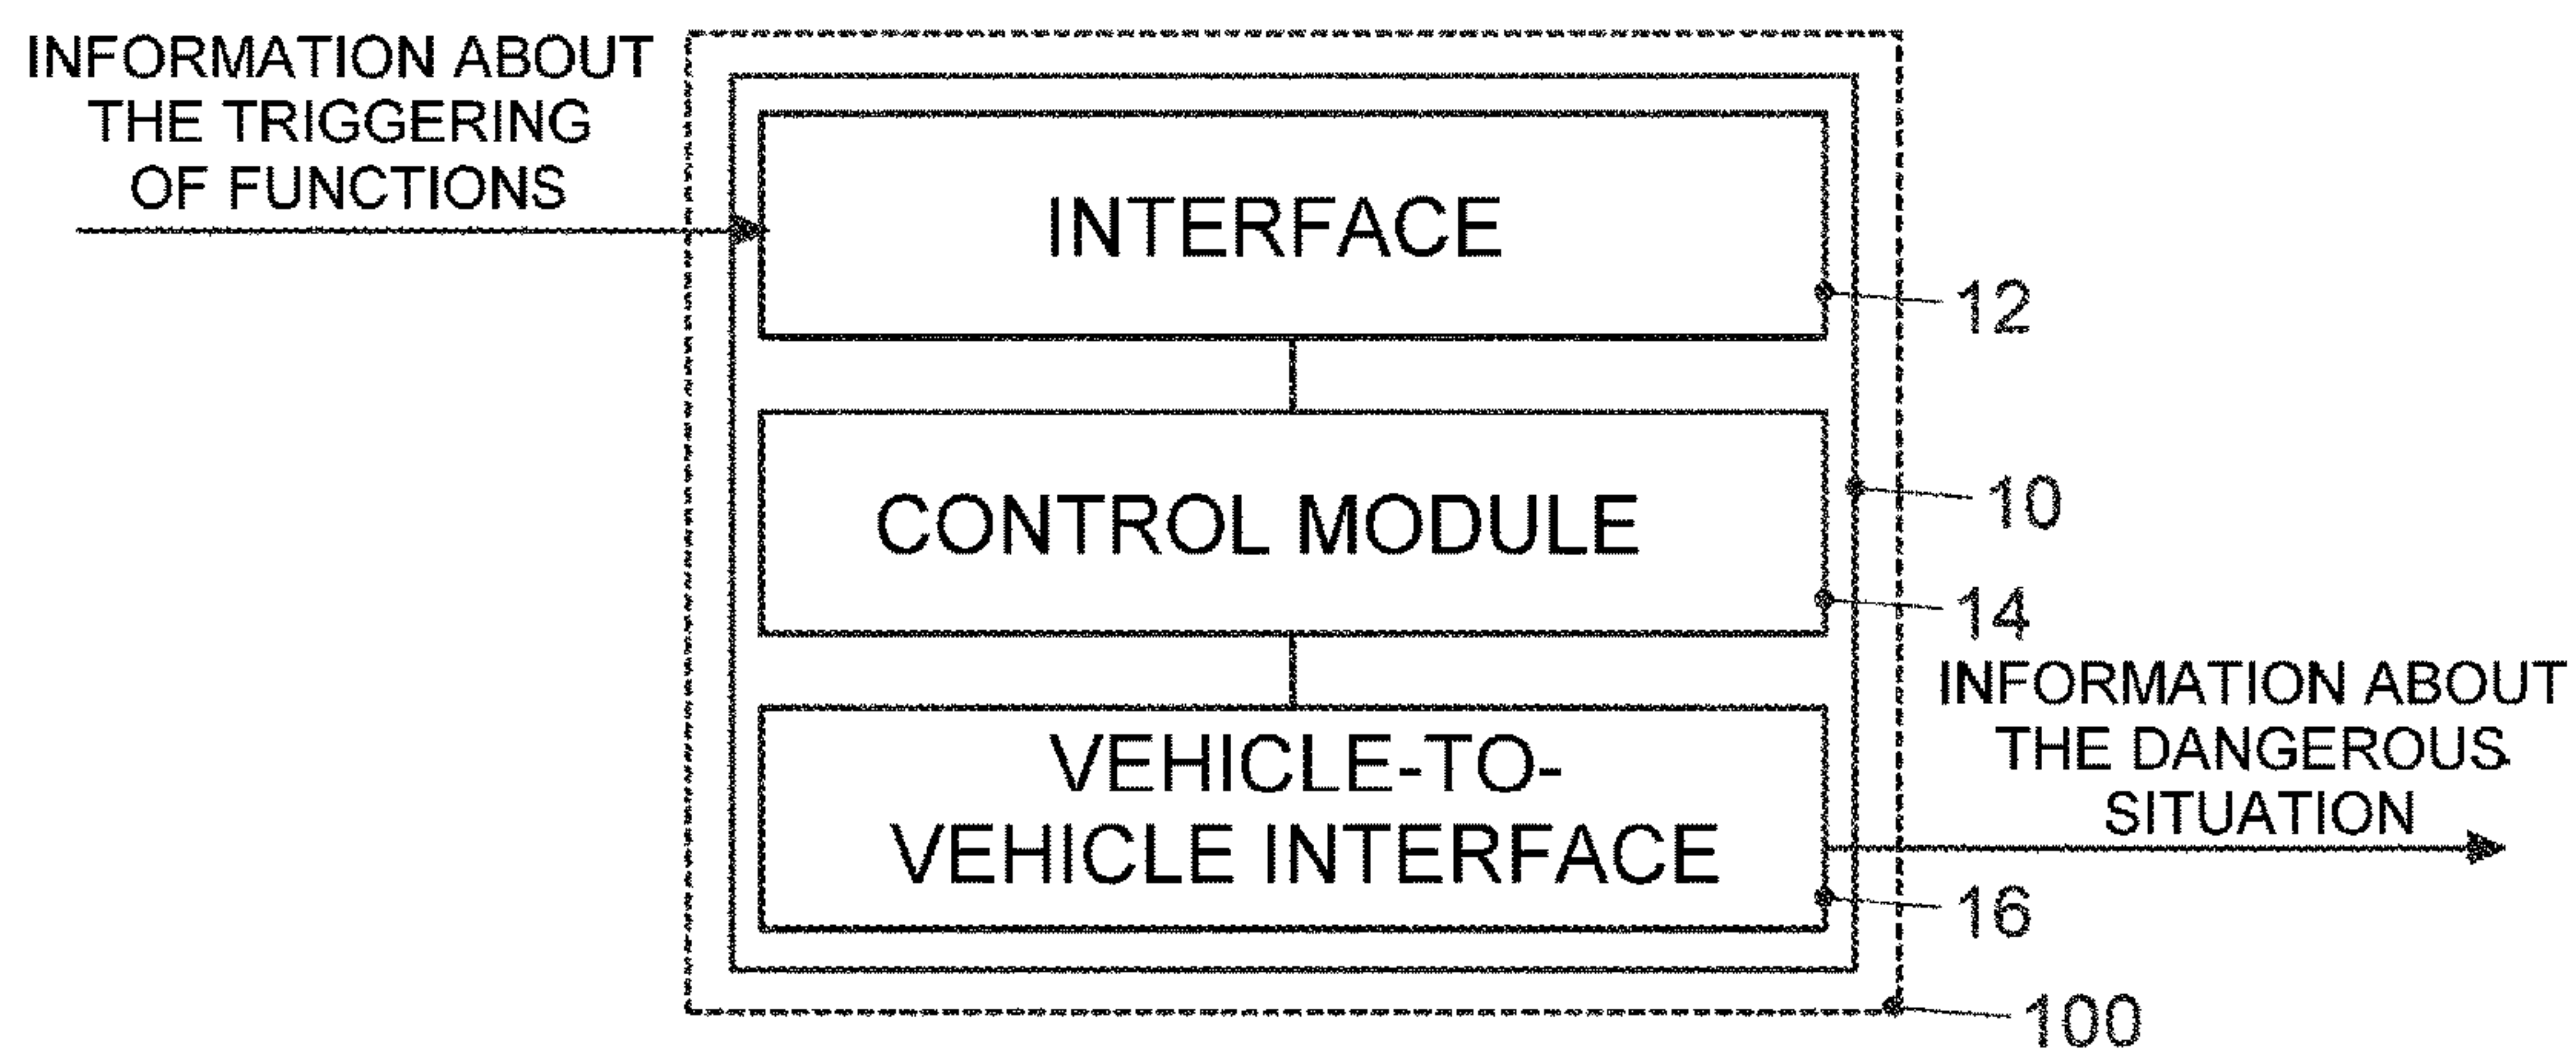 INFORMATION ABOUT
THE TRIGGERING
OF FUNCTIONS
INTERFACE
12
CONTROL MODULE
10
14
INFORMATION ABOUT
THE DANGEROUS
SITUATION
VEHICLE-TO-
VEHICLE INTERFACE
16
100